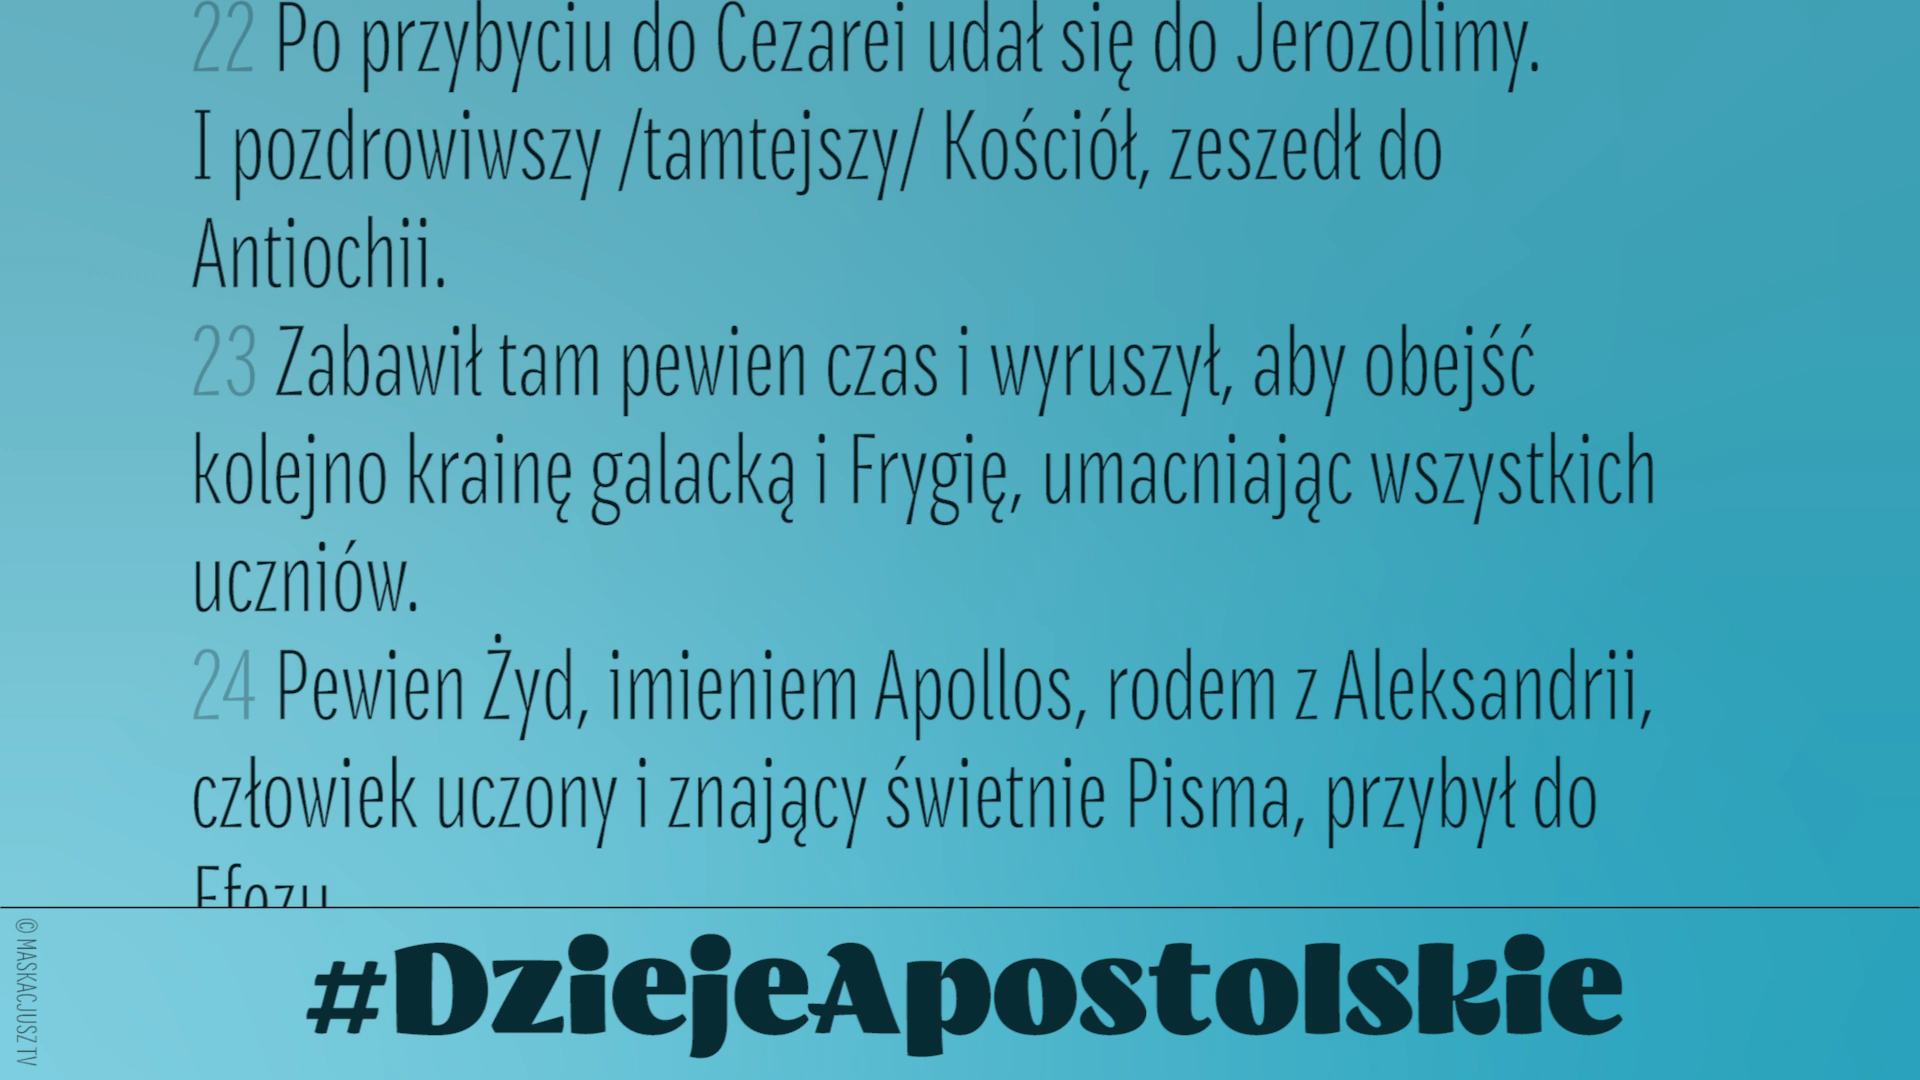 22 Po przybyciu do Cezarei udał się do Jerozolimy.
I pozdrowiwszy /tamtejszy/ Kościół, zeszedł do
Antiochii.
23 Zabawił tam pewien czas i wyruszył, aby obejść
kolejno krainę galacką i Frygię, umacniając wszystkich
uczniów.
24 Pewien Żyd, imieniem Apollos, rodem z Aleksandrii,
człowiek uczony i znający świetnie Pisma, przybył do
Efezu
#DziejeApostolskie
© MASKACJUSZ TV